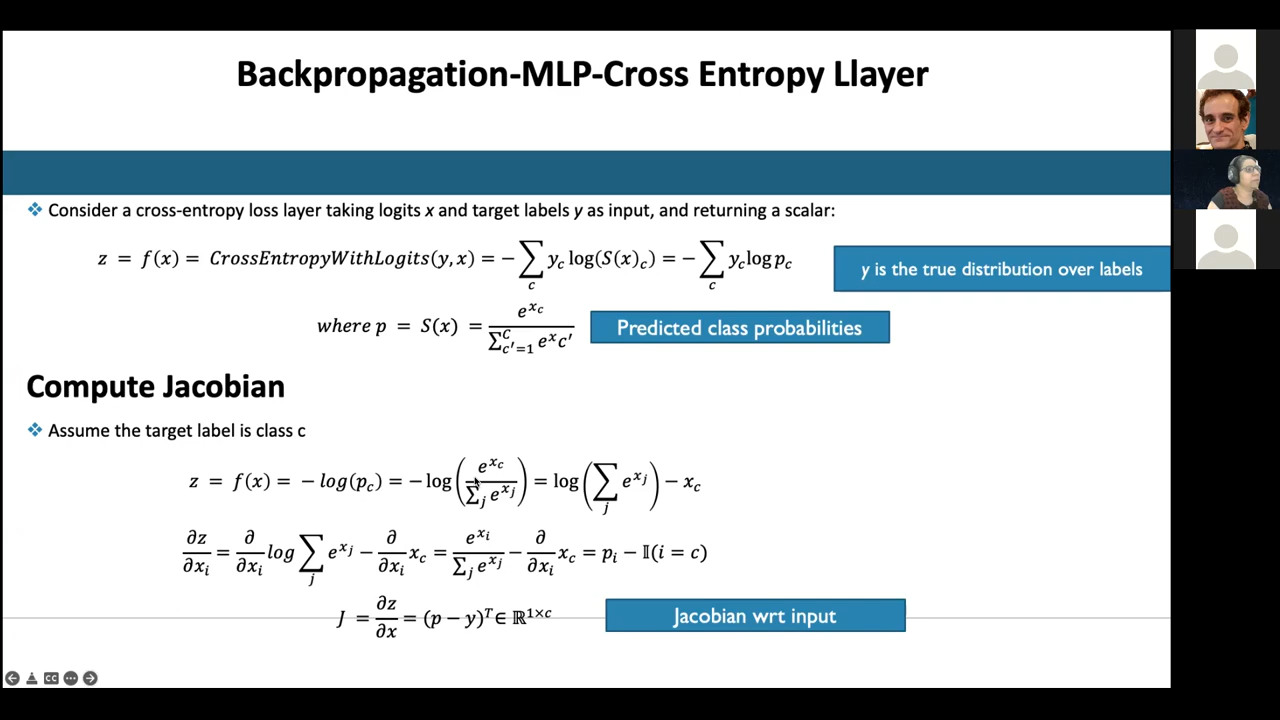 Backpropagation-MLP-Cross Entropy Llayer
❖ Consider a cross-entropy loss layer taking logits x and target labels y as input, and returning a scalar:
z = f(x) = CrossEntropyWithLogits(y, x) = − ∑_c y_c log(S(x)_c) = − ∑_c y_c log p_c
y is the true distribution over labels
where p = S(x) = e^{x_c} / ∑_{c'=1}^{C} e^x c'
Predicted class probabilities
Compute Jacobian
❖ Assume the target label is class c
z = f(x) = − log(p_c) = − log(e^{x_c} / ∑_j e^{x_j}) = log(∑_j e^{x_j}) − x_c
∂z/∂x_i = ∂/∂x_i log ∑_j e^{x_j} − ∂/∂x_i x_c = e^{x_i} / ∑_j e^{x_j} − ∂/∂x_i x_c = p_i − 𝕀(i = c)
J = ∂z/∂x = (p − y)^T ∈ ℝ^{1×c}
Jacobian wrt input
CC